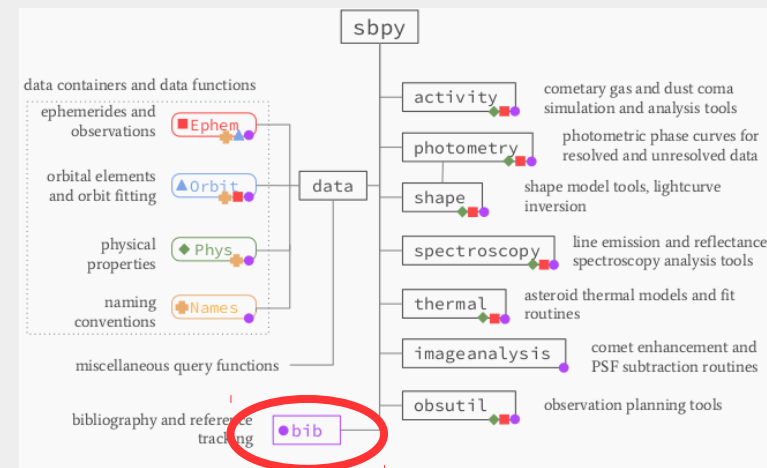 sbpy
data containers and data functions
ephemerides and
observations
Ephem
orbital elements
and orbit fitting
Orbit
physical
properties
Phys
naming
conventions
Names
data
miscellaneous query functions
bibliography and reference
tracking
bib
activity
cometary gas and dust coma
simulation and analysis tools
photometry
photometric phase curves for
resolved and unresolved data
shape
shape model tools, lightcurve
inversion
spectroscopy
line emission and reflectance
spectroscopy analysis tools
thermal
asteroid thermal models and fit
routines
imageanalysis
comet enhancement and
PSF subtraction routines
obsutil
observation planning tools